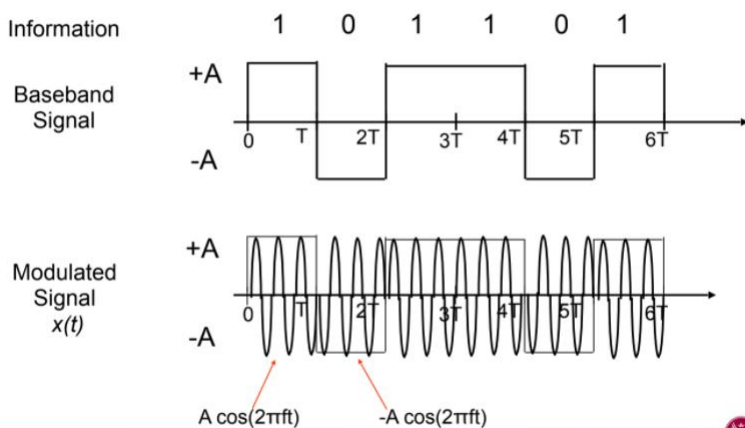 Information 1 0 1 1 0 1
+A
Baseband
Signal
0 T 2T 3T 4T 5T 6T
-A
+A
Modulated
Signal
x(t)
0 T 2T 3T 4T 5T 6T
-A
A cos(2πft) -A cos(2πft)